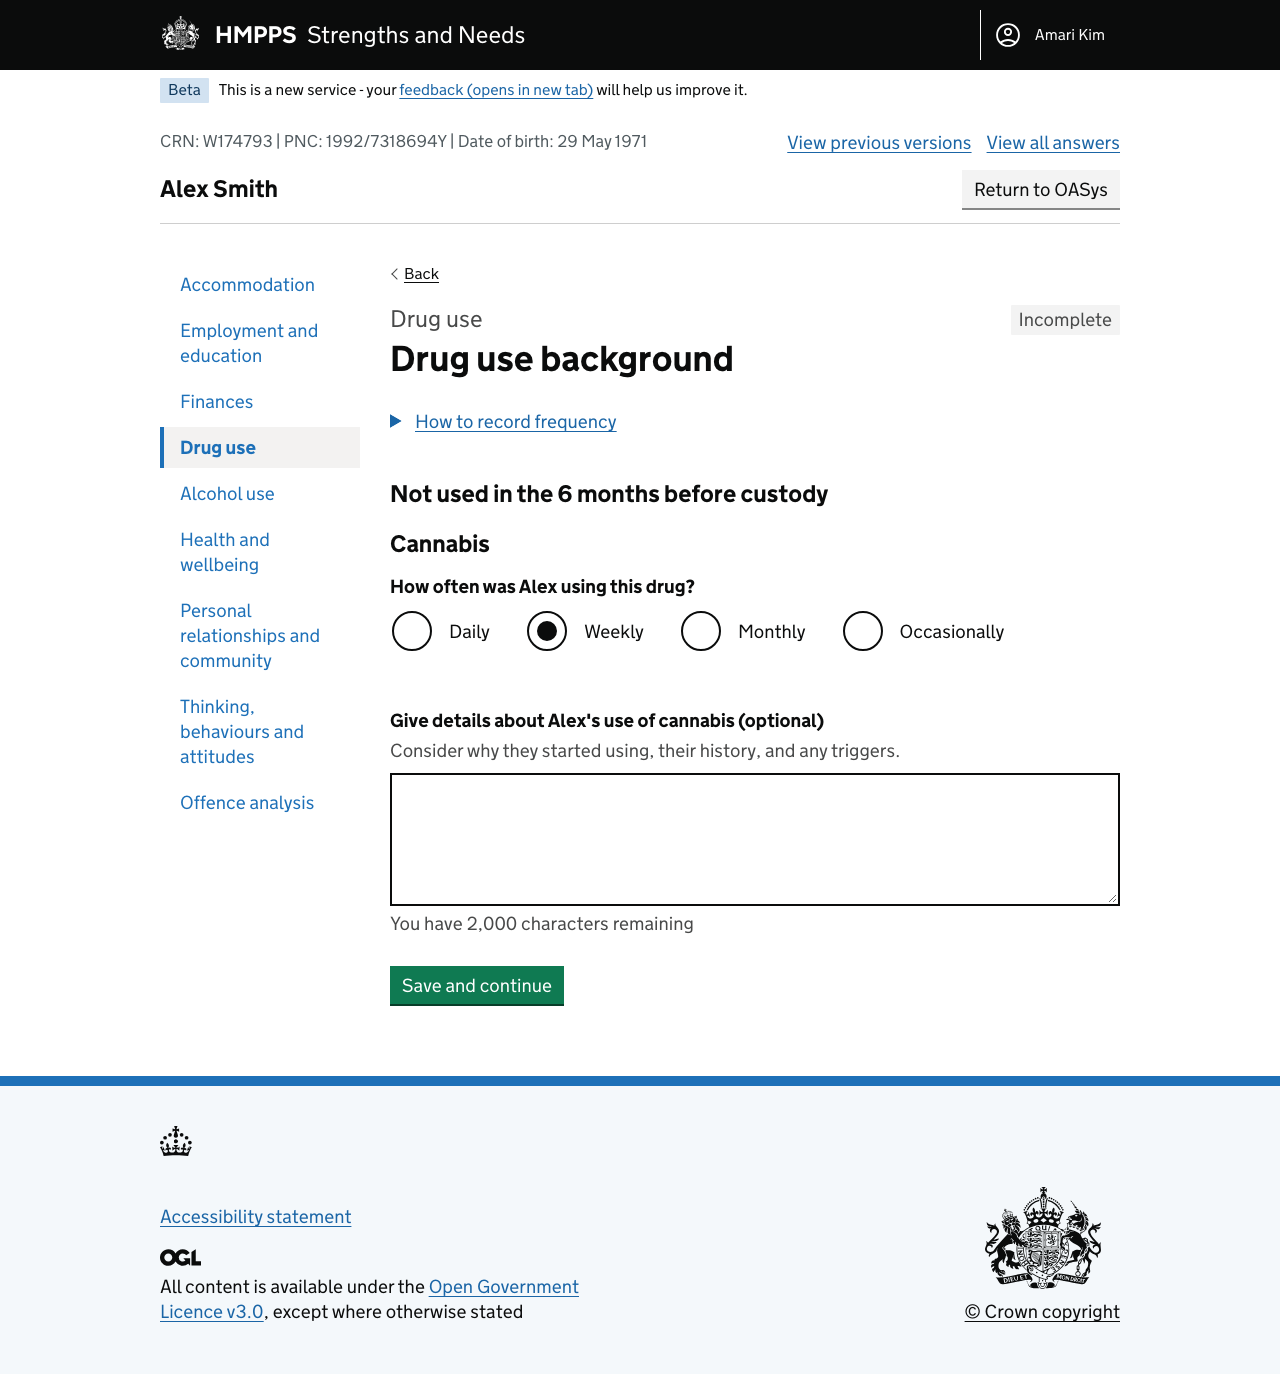 HMPPS Strengths and Needs
Amari Kim
Beta This is a new service - your feedback (opens in new tab) will help us improve it.
CRN: W174793 | PNC: 1992/7318694Y | Date of birth: 29 May 1971
View previous versions View all answers
Alex Smith
Return to OASys
Accommodation
Employment and
education
Finances
Drug use
Alcohol use
Health and
wellbeing
Personal
relationships and
community
Thinking,
behaviours and
attitudes
Offence analysis
Back
Drug use
Incomplete
Drug use background
How to record frequency
Not used in the 6 months before custody
Cannabis
How often was Alex using this drug?
Daily Weekly Monthly Occasionally
Give details about Alex's use of cannabis (optional)
Consider why they started using, their history, and any triggers.
You have 2,000 characters remaining
Save and continue
Accessibility statement
OGL
All content is available under the Open Government
Licence v3.0, except where otherwise stated
DIEU ET MON DROIT
© Crown copyright